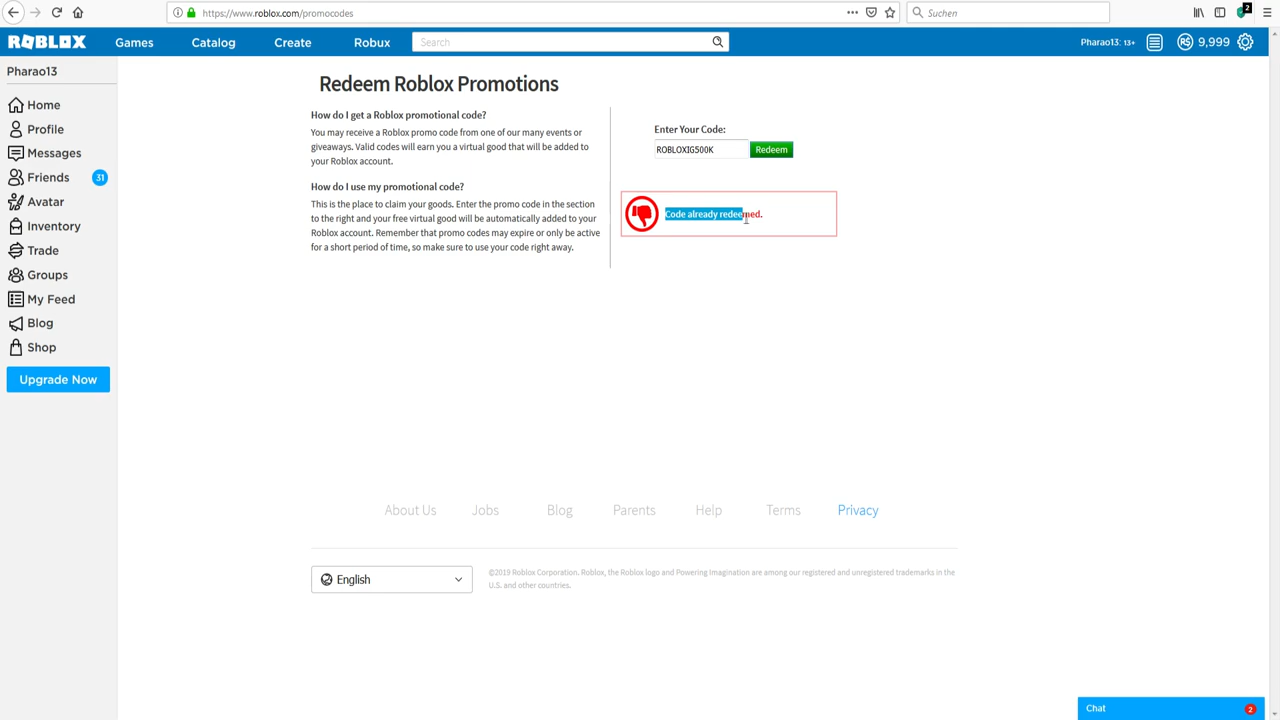 https://www.roblox.com/promocodes
Suchen
2
ROBLOX
Games
Catalog
Create
Robux
Search
Pharao13: 13+
R$ 9,999
Pharao13
Home
Profile
Messages
Friends
31
Avatar
Inventory
Trade
Groups
My Feed
Blog
Shop
Upgrade Now
Redeem Roblox Promotions
How do I get a Roblox promotional code?
You may receive a Roblox promo code from one of our many events or
giveaways. Valid codes will earn you a virtual good that will be added to
your Roblox account.
How do I use my promotional code?
This is the place to claim your goods. Enter the promo code in the section
to the right and your free virtual good will be automatically added to your
Roblox account. Remember that promo codes may expire or only be active
for a short period of time, so make sure to use your code right away.
Enter Your Code:
ROBLOXIG500K
Redeem
Code already redeemed.
About Us
Jobs
Blog
Parents
Help
Terms
Privacy
English
©2019 Roblox Corporation. Roblox, the Roblox logo and Powering Imagination are among our registered and unregistered trademarks in the
U.S. and other countries.
Chat
2